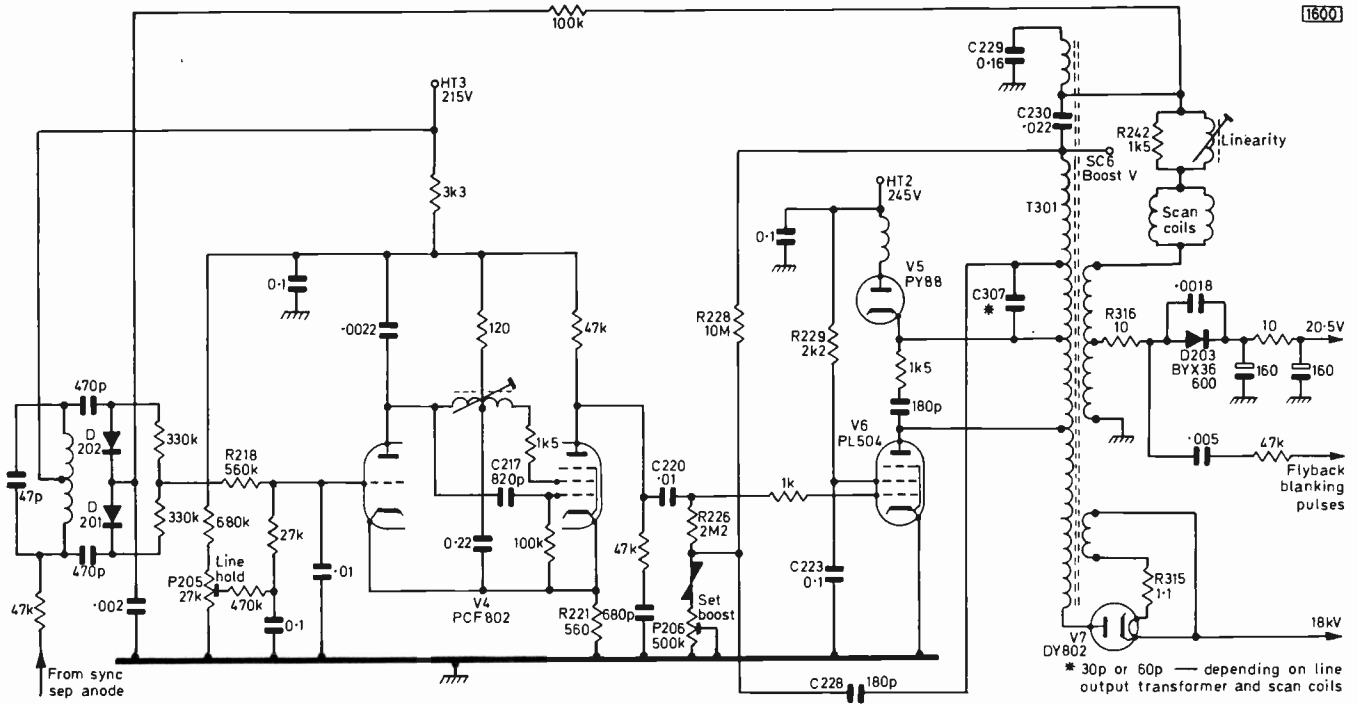 1600
100k
C229
0·16
HT3
215V
C230
·022
R242
1k5
Linearity
SC6
Boost V
3k3
HT2
245V
T301
Scan
coils
0·1
0·1
V5
PY88
C307
*
·0018
·0022
120
47k
R228
10M
R229
2k2
R316
10
10
20·5V
D203
BYX36
600
160
160
1k5
180p
470p
D
202
330k
R218
560k
1k5
V6
PL504
·005
47k
Flyback
blanking
pulses
47p
C217
820p
C220
·01
1k
D
201
330k
680k
27k
R226
2M2
470p
0·22
100k
47k
C223
0·1
Line
hold
·01
Set
boost
R315
1·1
P205
27k
470k
47k
·002
0·1
V4
PCF802
R221
560
680p
P206
500k
V7
DY802
18kV
From sync
sep anode
C228
180p
* 30p or 60p — depending on line
output transformer and scan coils